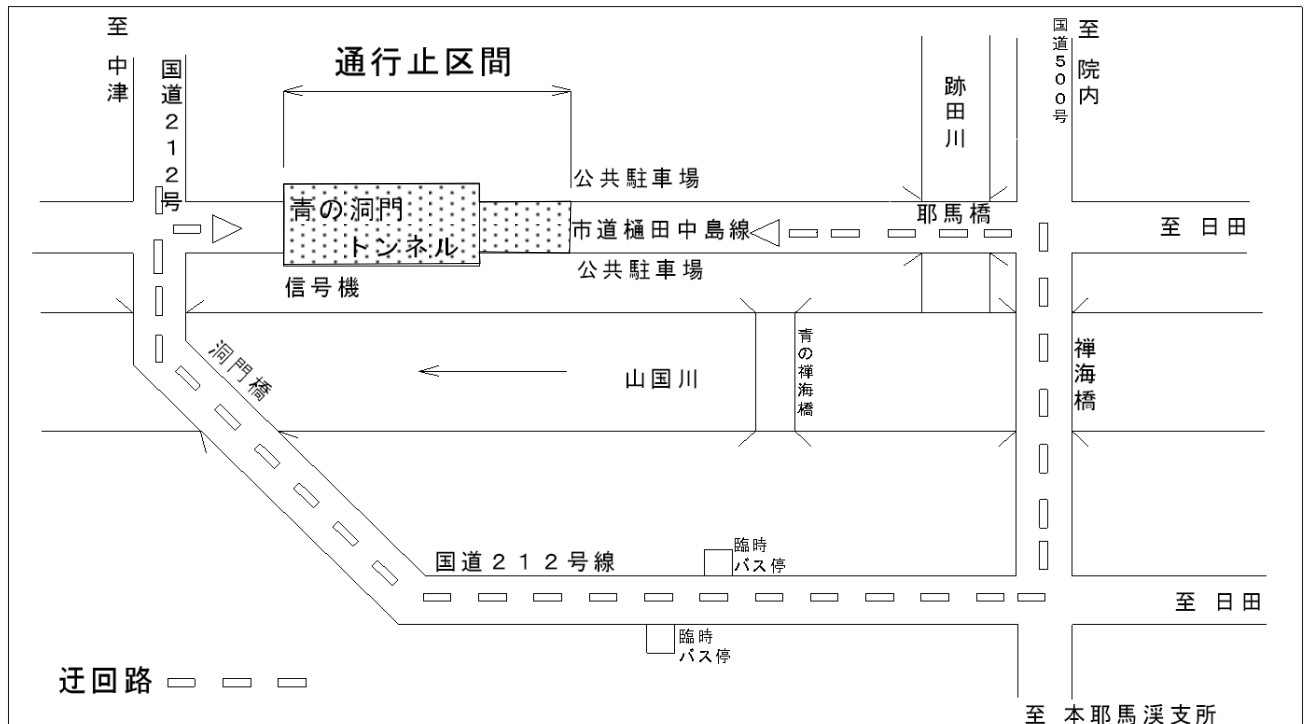 至 中津
国道２１２号
通行止区間
跡田川
国道５００号
至 院内
公共駐車場
青の洞門
トンネル
市道樋田中島線
耶馬橋
至 日田
公共駐車場
信号機
洞門橋
山国川
青の禅海橋
禅海橋
国道２１２号線
臨時
バス停
至 日田
臨時
バス停
迂回路
至 本耶馬渓支所